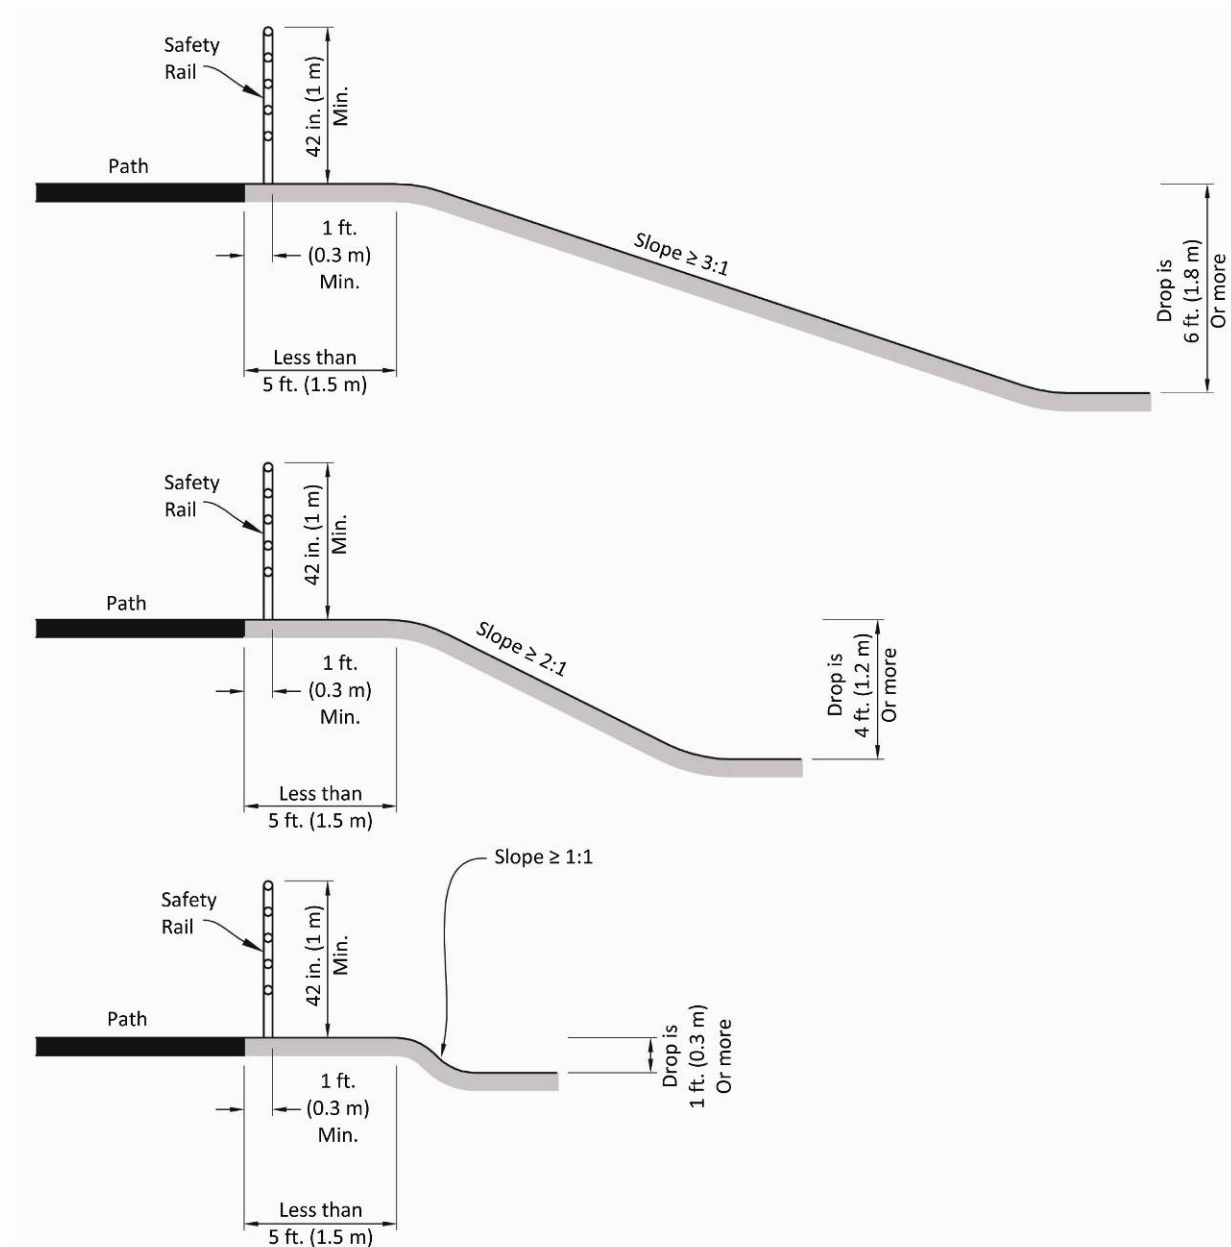 Safety
Rail
42 in. (1 m)
Min.
Path
1 ft.
(0.3 m)
Min.
Slope ≥ 3:1
Drop is
6 ft. (1.8 m)
Or more
Less than
5 ft. (1.5 m)
Safety
Rail
42 in. (1 m)
Min.
Path
1 ft.
(0.3 m)
Min.
Slope ≥ 2:1
Drop is
4 ft. (1.2 m)
Or more
Less than
5 ft. (1.5 m)
Slope ≥ 1:1
Safety
Rail
42 in. (1 m)
Min.
Path
1 ft.
(0.3 m)
Min.
Drop is
1 ft. (0.3 m)
Or more
Less than
5 ft. (1.5 m)